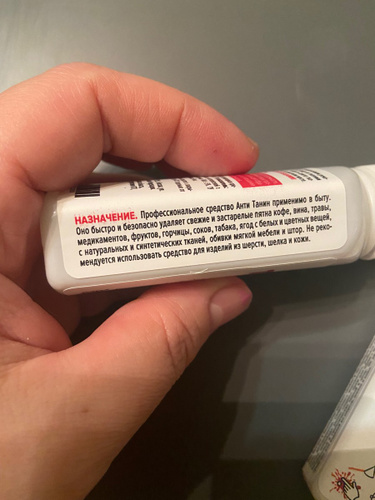 НАЗНАЧЕНИЕ. Профессиональное средство Анти Танин применимо в быту.
Оно быстро и безопасно удаляет свежие и застарелые пятна кофе, вина, травы,
медикаментов, фруктов, горчицы, соков, табака, ягод с белых и цветных вещей,
с натуральных и синтетических тканей, обивки мягкой мебели и штор. Не реко-
мендуется использовать средство для изделий из шерсти, шелка и кожи.